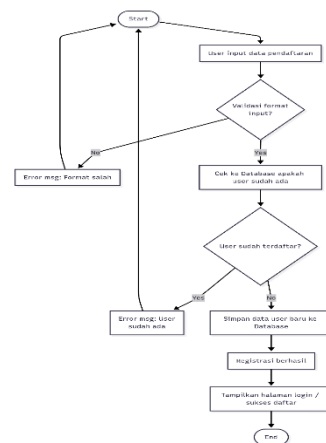 Start
User input data pendaftaran
Validasi format
input?
No
Yes
Error msg: Format salah
Cek ke Database apakah
user sudah ada
User sudah terdaftar?
Yes
No
Error msg: User
sudah ada
Simpan data user baru ke
Database
Registrasi berhasil
Tampilkan halaman login /
sukses daftar
End